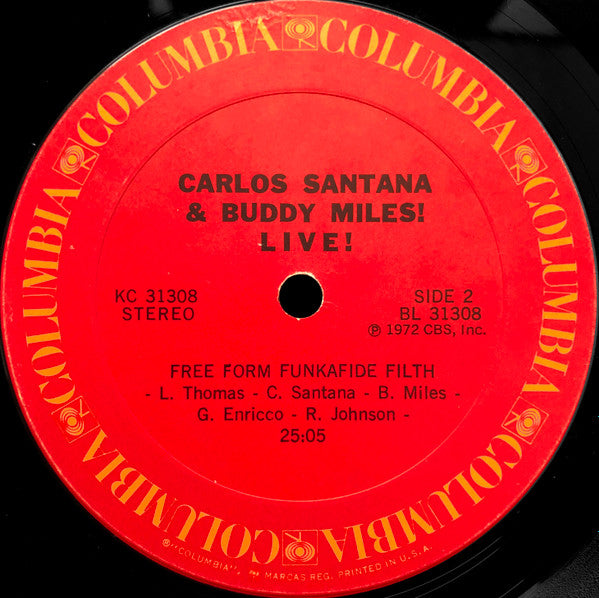 COLUMBIA COLUMBIA COLUMBIA COLUMBIA COLUMBIA COLUMBIA
CARLOS SANTANA
& BUDDY MILES!
LIVE!
KC 31308
STEREO
SIDE 2
BL 31308
℗ 1972 CBS, Inc.
FREE FORM FUNKAFIDE FILTH
- L. Thomas - C. Santana - B. Miles -
G. Enricco - R. Johnson -
25:05
MARCAS REG. PRINTED IN U.S.A.